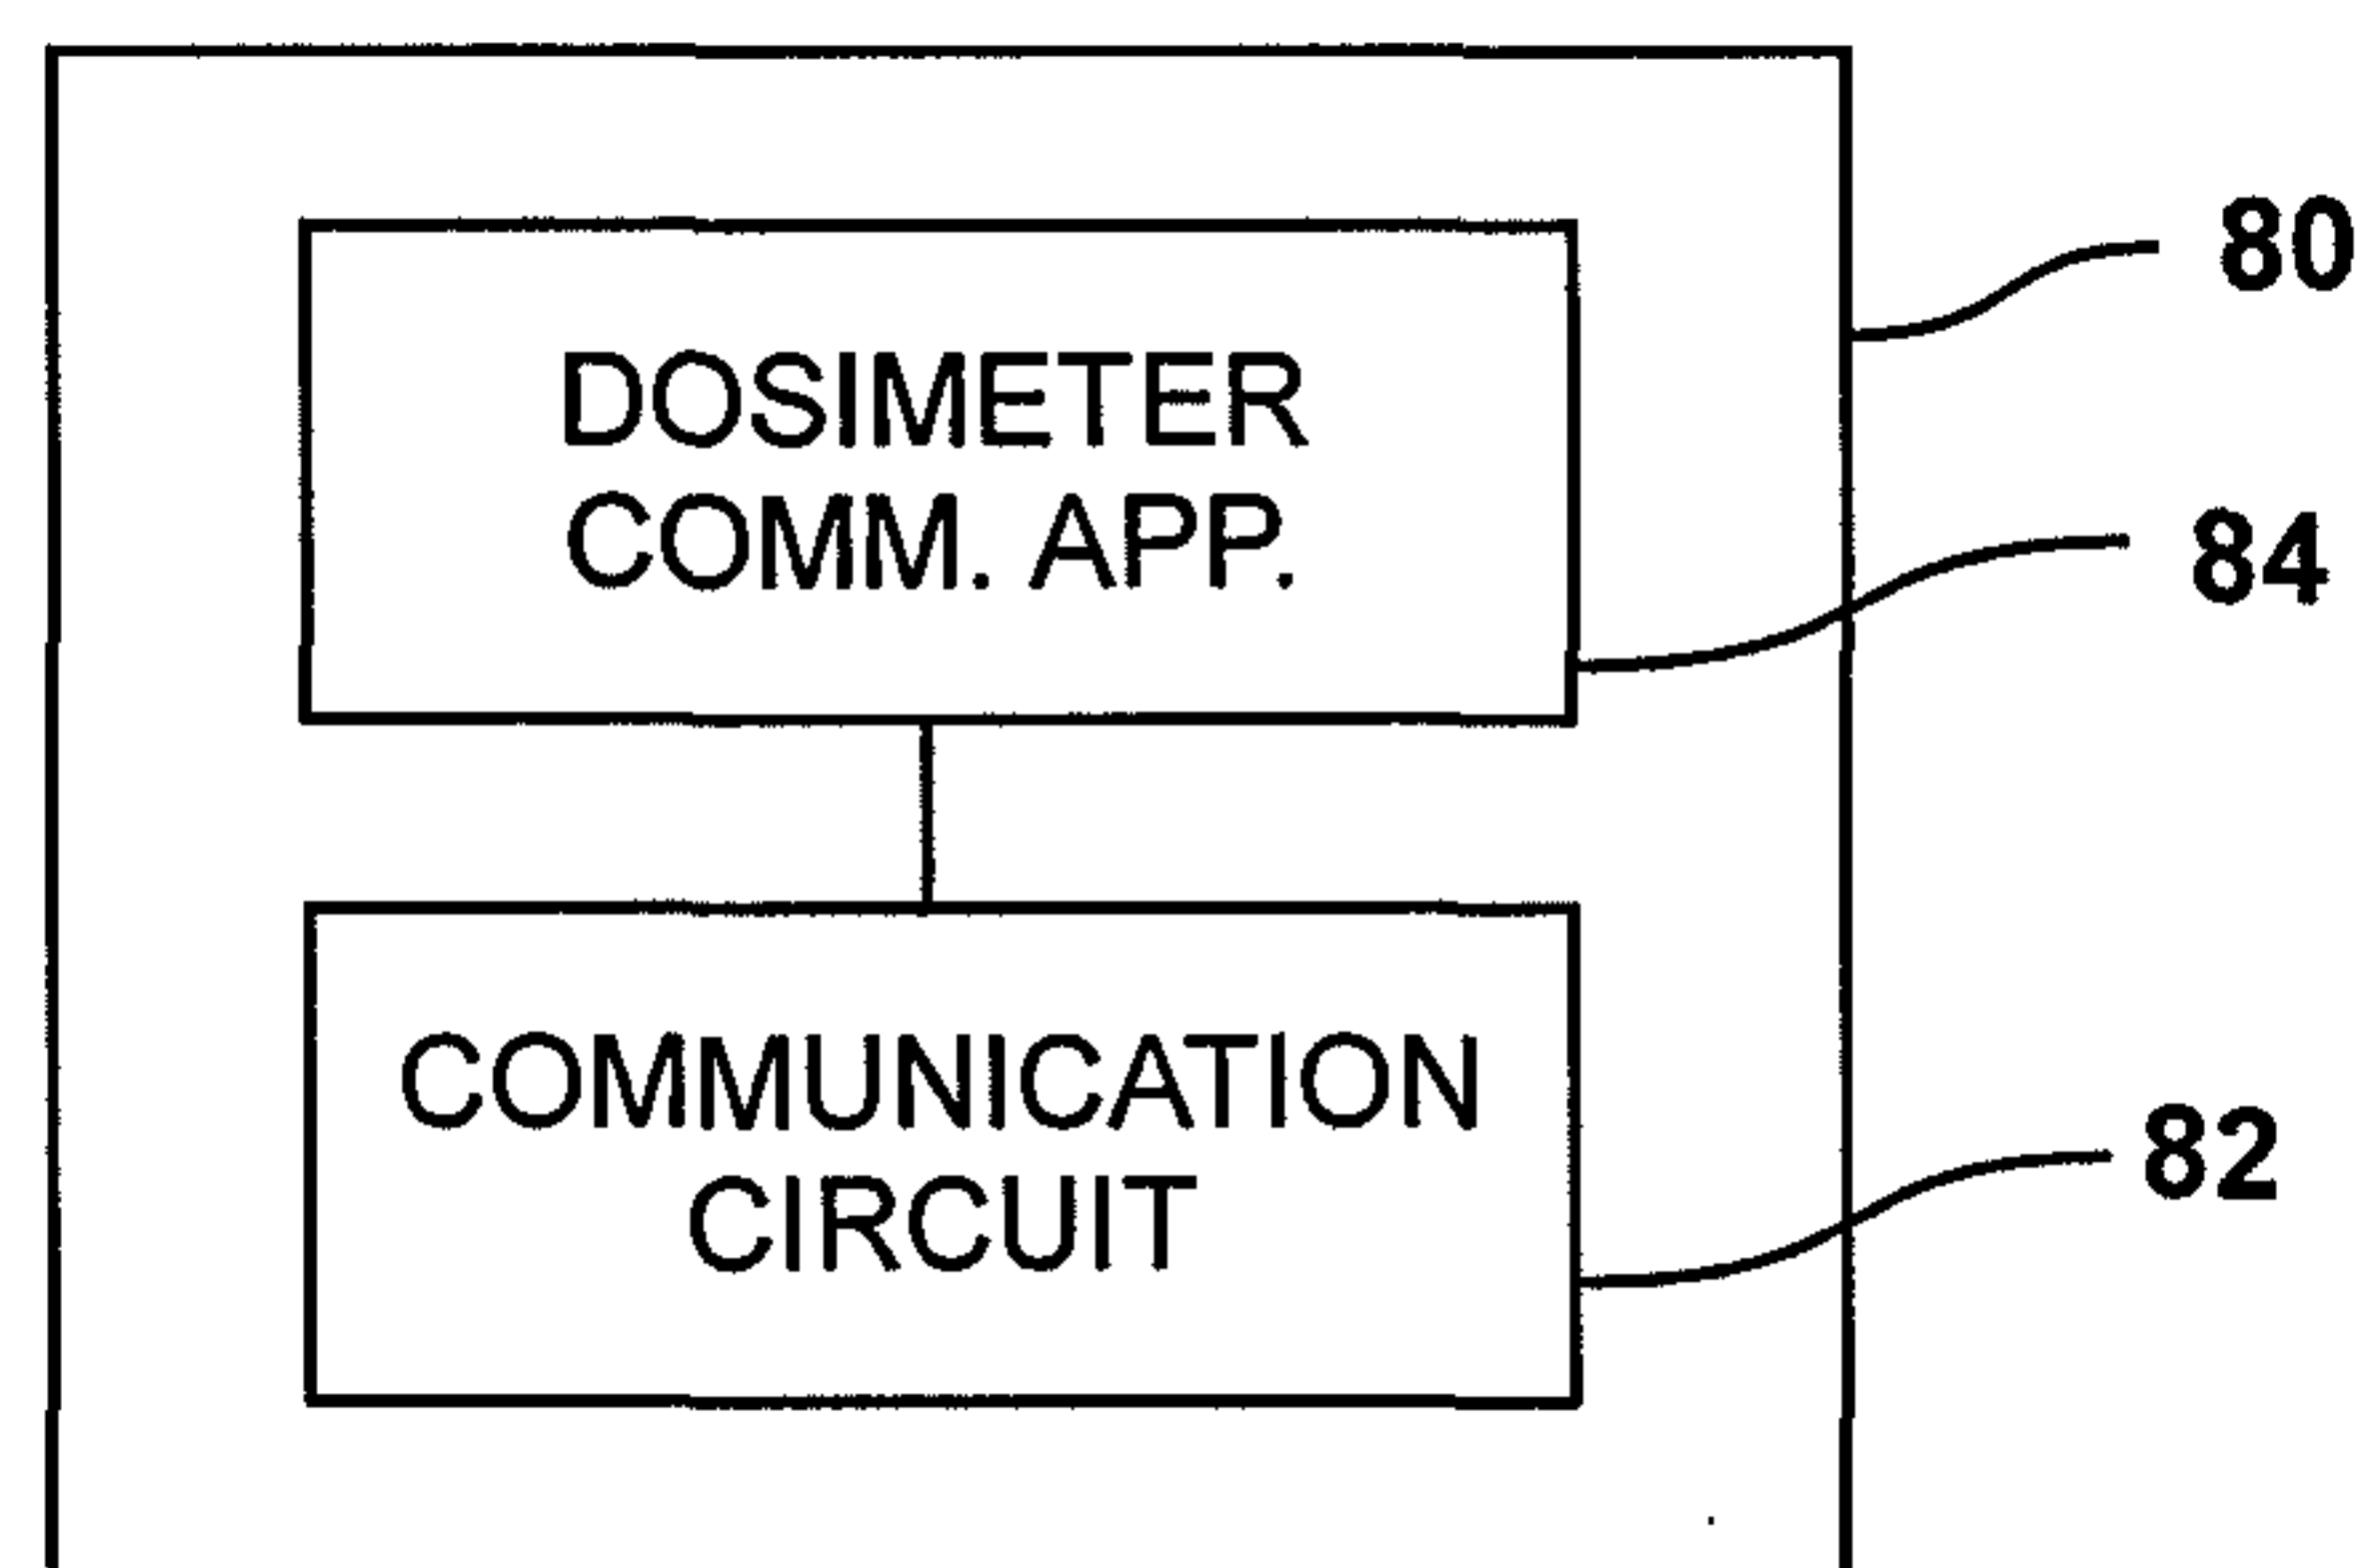 80
DOSIMETER
COMM. APP.
84
COMMUNICATION
CIRCUIT
82